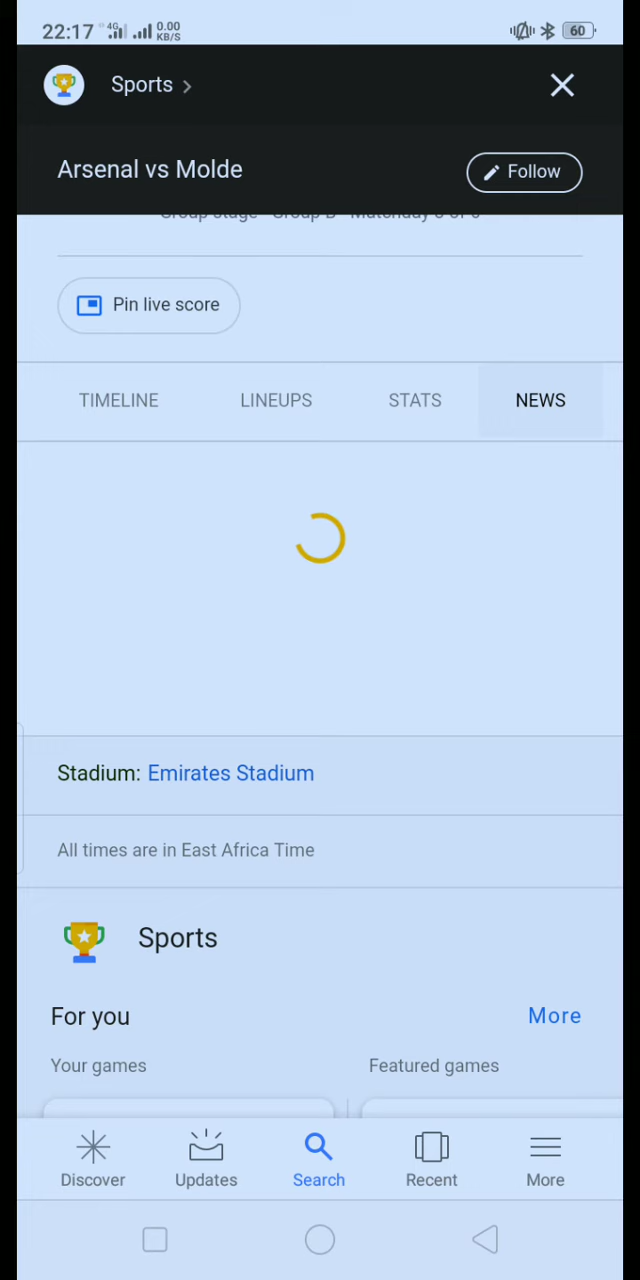 22:17 4G 0.00 KB/S 60
Sports
Arsenal vs Molde
Follow
Pin live score
TIMELINE LINEUPS STATS NEWS
Stadium: Emirates Stadium
All times are in East Africa Time
Sports
For you More
Your games Featured games
Discover Updates Search Recent More